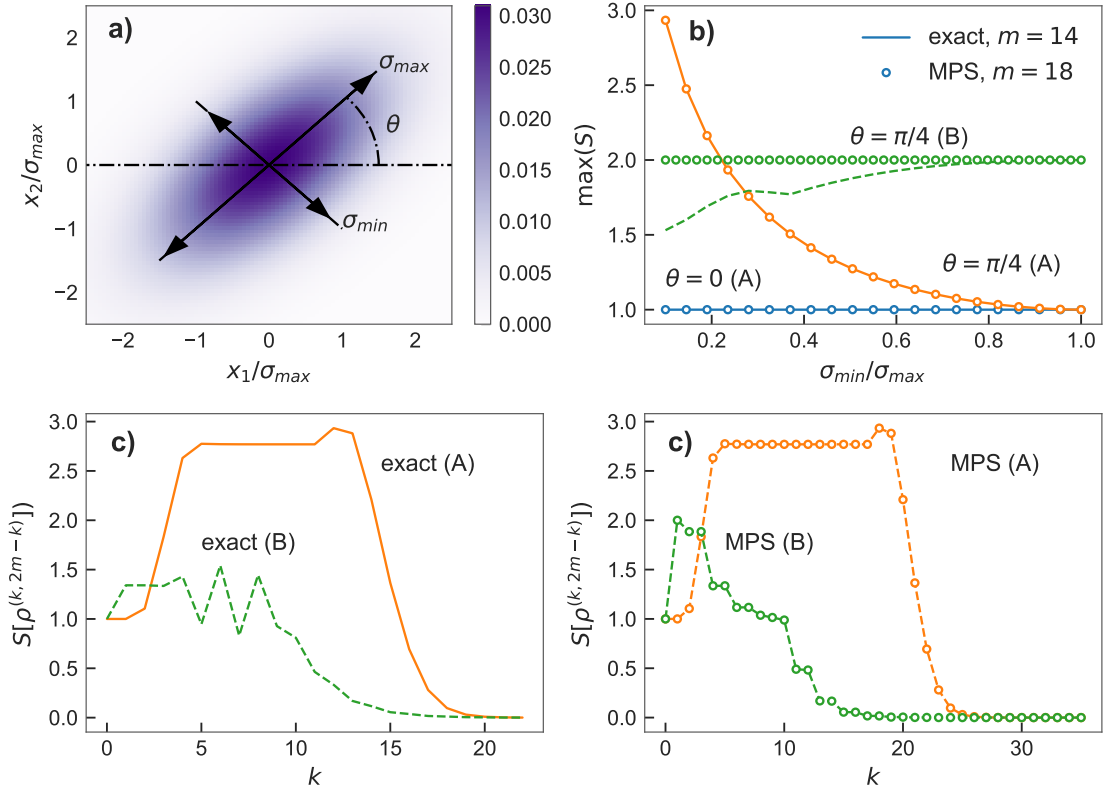 a)
σmax
θ
σmin
x₂/σmax
2
1
0
−1
−2
−2
−1
0
1
2
x₁/σmax
0.030
0.025
0.020
0.015
0.010
0.005
0.000
b)
exact, m = 14
MPS, m = 18
θ = π/4 (B)
θ = π/4 (A)
θ = 0 (A)
max(S)
3.0
2.5
2.0
1.5
1.0
0.2
0.4
0.6
0.8
1.0
σmin/σmax
c)
exact (A)
exact (B)
S[ρ^(k, 2m − k)])
3.0
2.5
2.0
1.5
1.0
0.5
0.0
0
5
10
15
20
k
c)
MPS (A)
MPS (B)
S[ρ^(k, 2m − k)])
3.0
2.5
2.0
1.5
1.0
0.5
0.0
0
10
20
30
k